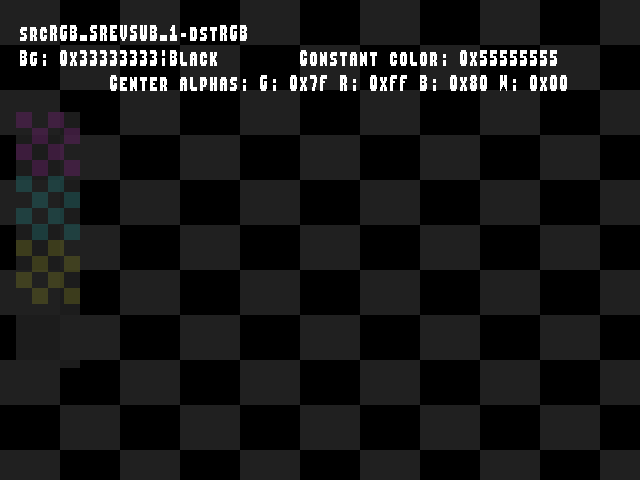 srcRGB_SREVSUB_1-dstRGB
Bg: 0x33333333¦Black Constant color: 0x55555555
Center alphas: G: 0x7f R: 0xff B: 0x80 W: 0x00